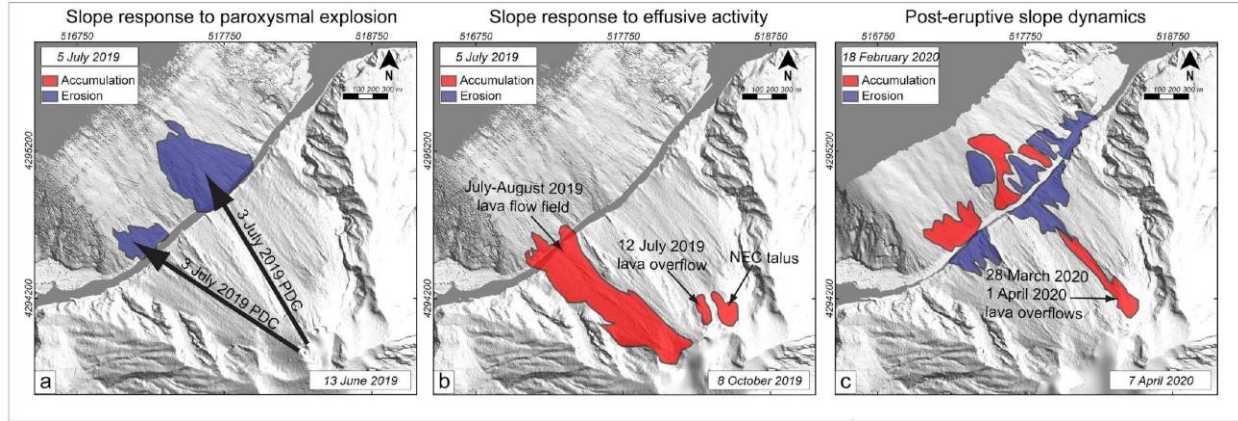 Slope response to paroxysmal explosion
516750
517750
518750
5 July 2019
Accumulation
Erosion
N
0 100 200 300 m
4295200
4294200
3 July 2019 PDC
3 July 2019 PDC
a
13 June 2019
Slope response to effusive activity
516750
517750
518750
5 July 2019
Accumulation
Erosion
N
0 100 200 300 m
4295200
4294200
July-August 2019
lava flow field
12 July 2019
lava overflow
NEC talus
b
8 October 2019
Post-eruptive slope dynamics
516750
517750
518750
18 February 2020
Accumulation
Erosion
N
0 100 200 300 m
4295200
4294200
28 March 2020
1 April 2020
lava overflows
c
7 April 2020